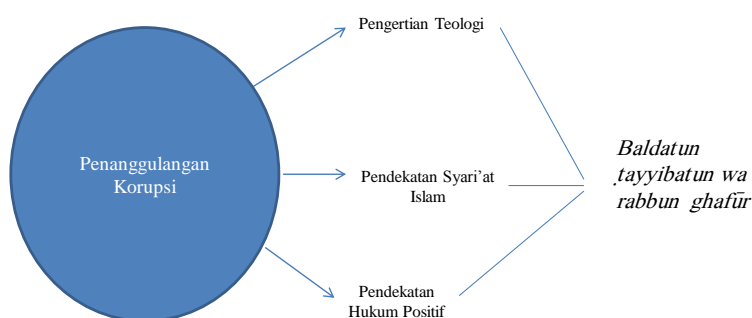 Pengertian Teologi
Penanggulangan
Korupsi
Pendekatan Syari'at
Islam
Pendekatan
Hukum Positif
Baldatun
ṭayyibatun wa
rabbun ghafūr